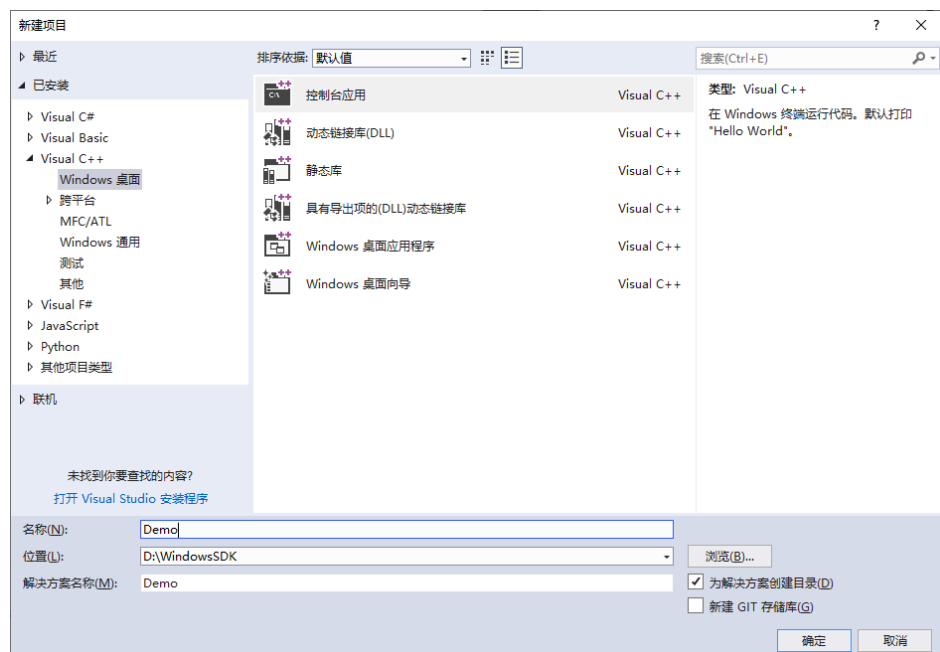 新建项目
? ×
最近
排序依据: 默认值
搜索(Ctrl+E)
已安装
Visual C#
Visual Basic
Visual C++
Windows 桌面
跨平台
MFC/ATL
Windows 通用
测试
其他
Visual F#
JavaScript
Python
其他项目类型
联机
未找到你要查找的内容?
打开 Visual Studio 安装程序
控制台应用 Visual C++
动态链接库(DLL) Visual C++
静态库 Visual C++
具有导出项的(DLL)动态链接库 Visual C++
Windows 桌面应用程序 Visual C++
Windows 桌面向导 Visual C++
类型: Visual C++
在 Windows 终端运行代码。默认打印
"Hello World"。
名称(N): Demo
位置(L): D:\WindowsSDK 浏览(B)...
解决方案名称(M): Demo
为解决方案创建目录(D)
新建 GIT 存储库(G)
确定 取消